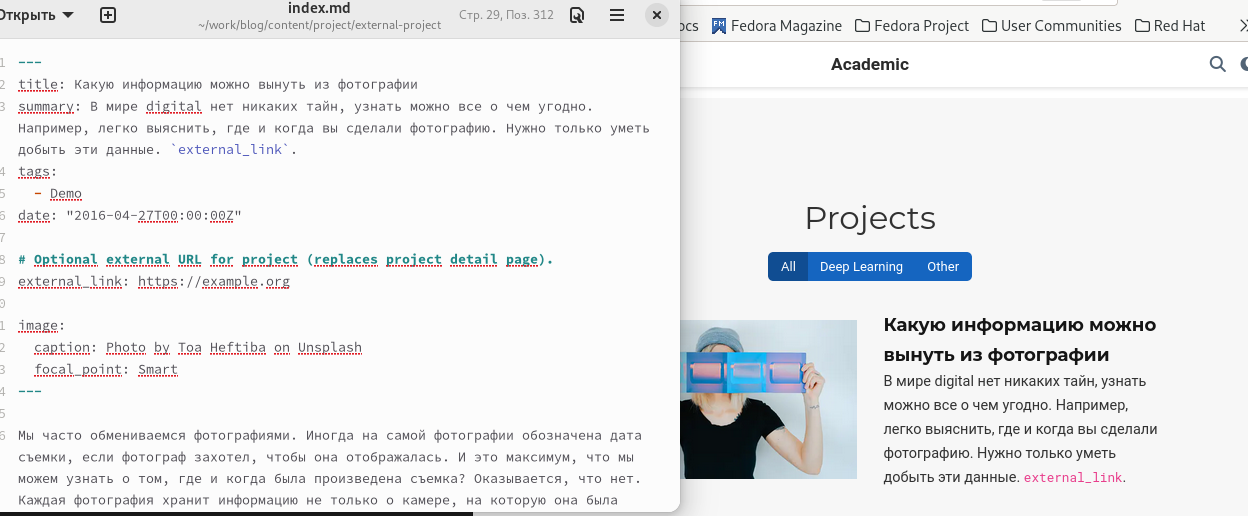 Открыть
index.md
~/work/blog/content/project/external-project
Стр. 29, Поз. 312
1 ---
2 title: Какую информацию можно вынуть из фотографии
3 summary: В мире digital нет никаких тайн, узнать можно все о чем угодно.
Например, легко выяснить, где и когда вы сделали фотографию. Нужно только уметь
добыть эти данные. `external_link`.
4 tags:
5 - Demo
6 date: "2016-04-27T00:00:00Z"
7
8 # Optional external URL for project (replaces project detail page).
9 external_link: https://example.org
0
1 image:
2 caption: Photo by Toa Heftiba on Unsplash
3 focal_point: Smart
4 ---
5
6 Мы часто обмениваемся фотографиями. Иногда на самой фотографии обозначена дата
съемки, если фотограф захотел, чтобы она отображалась. И это максимум, что мы
можем узнать о том, где и когда была произведена съемка? Оказывается, что нет.
Каждая фотография хранит информацию не только о камере, на которую она была
ocs Fedora Magazine Fedora Project User Communities Red Hat
Academic
Projects
All Deep Learning Other
Какую информацию можно
вынуть из фотографии
В мире digital нет никаких тайн, узнать
можно все о чем угодно. Например,
легко выяснить, где и когда вы сделали
фотографию. Нужно только уметь
добыть эти данные. external_link.